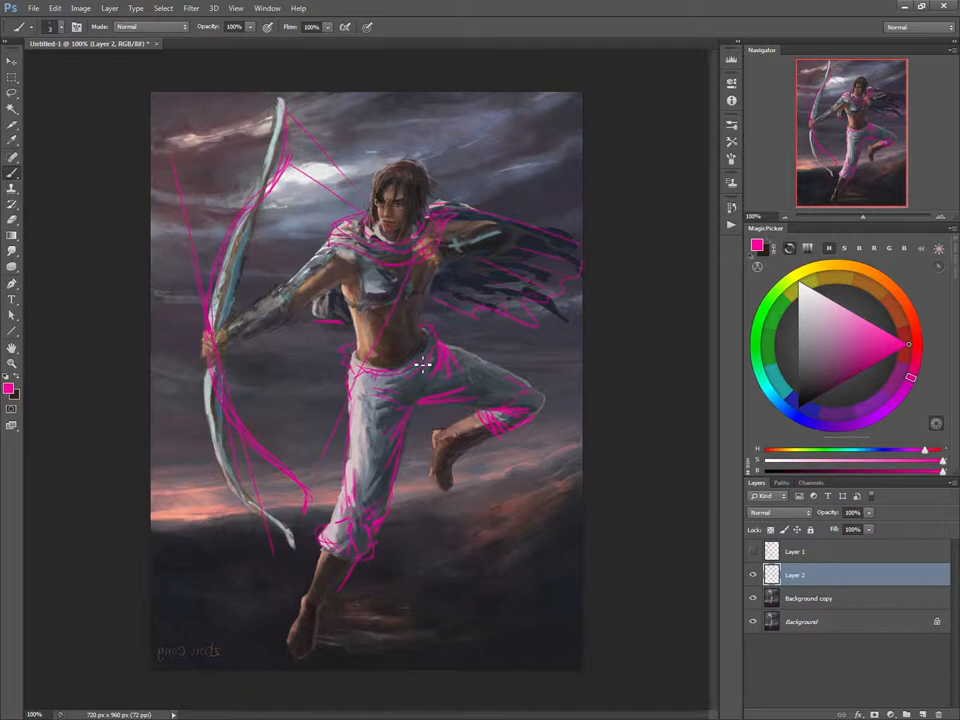 Ps File Edit Image Layer Type Select Filter 3D View Window Help
3 Mode: Normal Opacity: 100% Flow: 100% Normal
Untitled-1 @ 100% (Layer 2, RGB/8#) * ×
Navigator
100%
MagicPicker
H S B R G B
H
S
B
Layers Paths Channels
Kind
Normal Opacity: 100%
Lock: Fill: 100%
Layer 1
Layer 2
Background copy
Background
100% 720 px x 960 px (72 ppi)